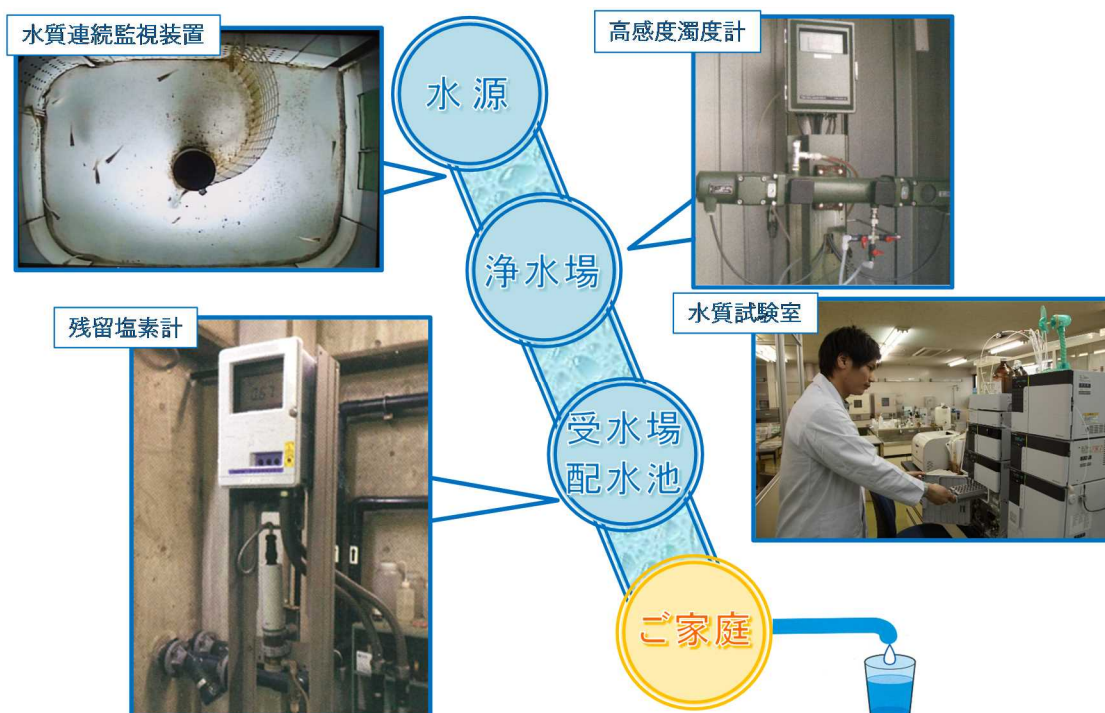 水質連続監視装置
水源
高感度濁度計
浄水場
残留塩素計
0.67
水質試験室
受水場
配水池
ご家庭